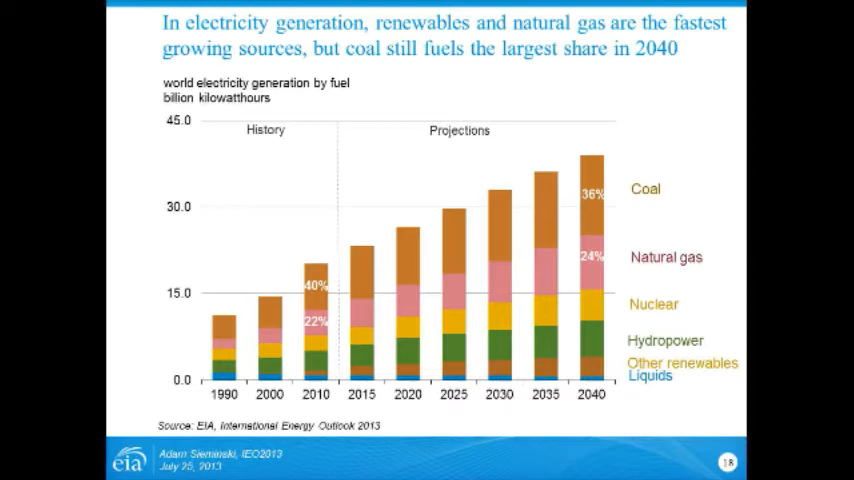 In electricity generation, renewables and natural gas are the fastest
growing sources, but coal still fuels the largest share in 2040
world electricity generation by fuel
billion kilowatthours
45.0
History
Projections
30.0
15.0
0.0
40%
22%
36%
24%
Coal
Natural gas
Nuclear
Hydropower
Other renewables
Liquids
1990 2000 2010 2015 2020 2025 2030 2035 2040
Source: EIA, International Energy Outlook 2013
eia
Adam Sieminski, IEO2013
July 25, 2013
18